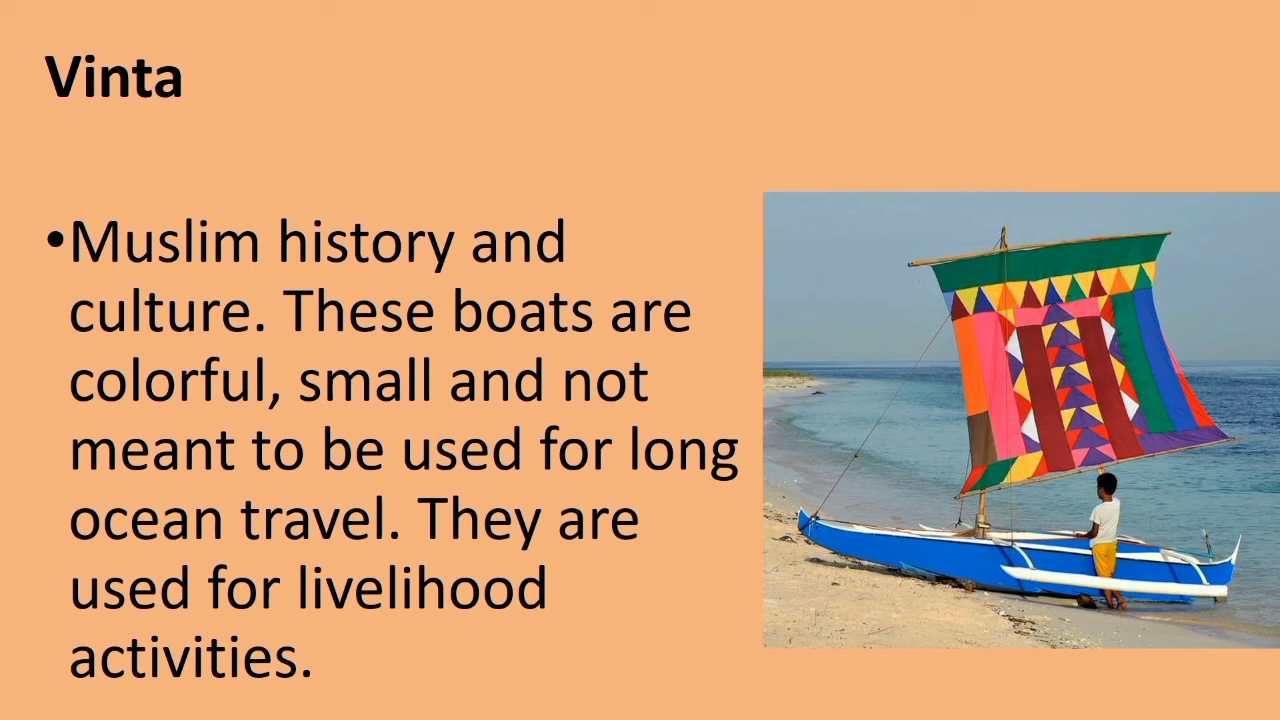 Vinta
•Muslim history and
culture. These boats are
colorful, small and not
meant to be used for long
ocean travel. They are
used for livelihood
activities.